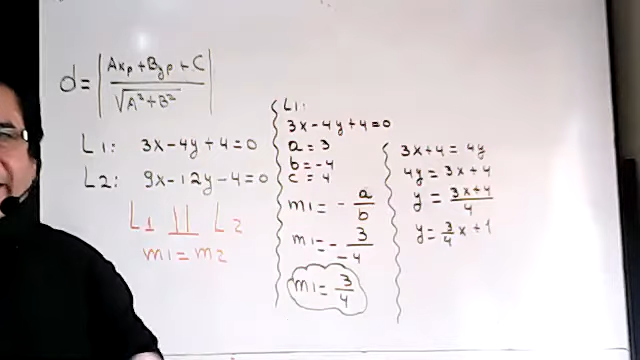 d = | Axp + Byp + C / √A² + B² |
L1: 3x - 4y + 4 = 0
L2: 9x - 12y - 4 = 0
L1 || L2
m1 = m2
L1:
3x - 4y + 4 = 0
a = 3
b = -4
c = 4
m1 = - a/b
m1 = - 3/-4
m1 = 3/4
3x + 4 = 4y
4y = 3x + 4
y = 3x + 4 / 4
y = 3/4 x + 1